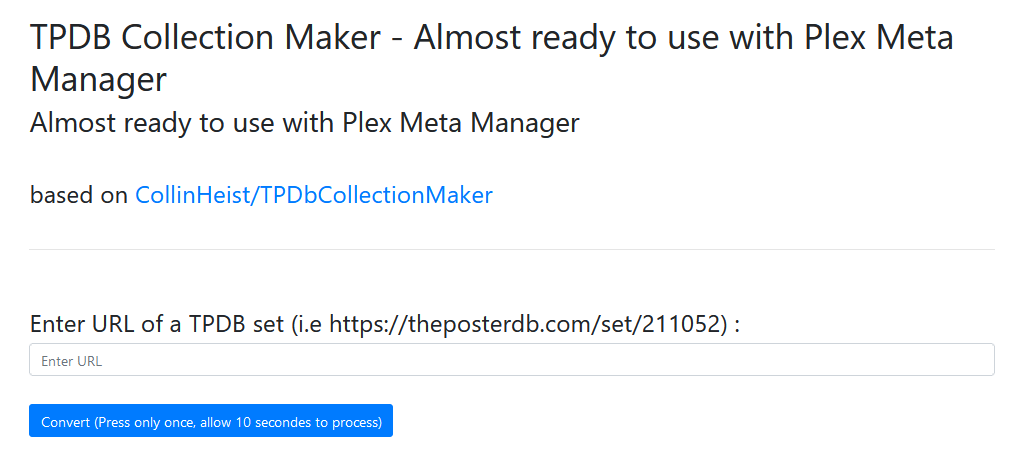 TPDB Collection Maker - Almost ready to use with Plex Meta
Manager
Almost ready to use with Plex Meta Manager
based on CollinHeist/TPDbCollectionMaker
Enter URL of a TPDB set (i.e https://theposterdb.com/set/211052) :
Enter URL
Convert (Press only once, allow 10 secondes to process)